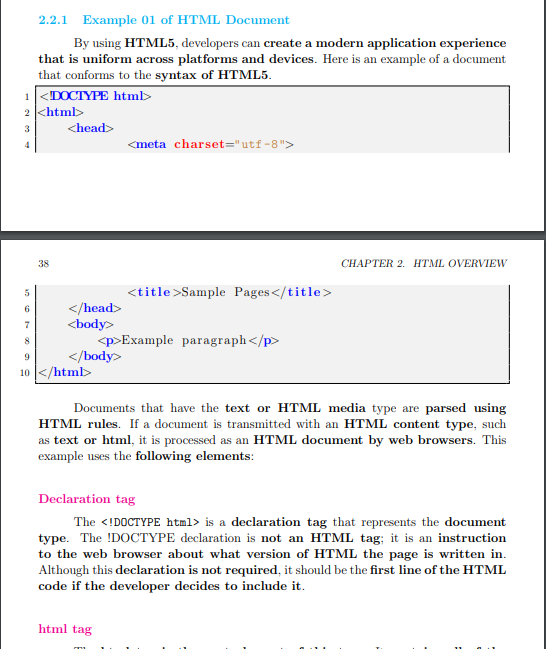 2.2.1 Example 01 of HTML Document
By using HTML5, developers can create a modern application experience
that is uniform across platforms and devices. Here is an example of a document
that conforms to the syntax of HTML5.
1 <!DOCTYPE html>
2 <html>
3 <head>
4 <meta charset="utf-8">
38 CHAPTER 2. HTML OVERVIEW
5 <title>Sample Pages</title>
6 </head>
7 <body>
8 <p>Example paragraph</p>
9 </body>
10 </html>
Documents that have the text or HTML media type are parsed using
HTML rules. If a document is transmitted with an HTML content type, such
as text or html, it is processed as an HTML document by web browsers. This
example uses the following elements:
Declaration tag
The <!DOCTYPE html> is a declaration tag that represents the document
type. The !DOCTYPE declaration is not an HTML tag; it is an instruction
to the web browser about what version of HTML the page is written in.
Although this declaration is not required, it should be the first line of the HTML
code if the developer decides to include it.
html tag